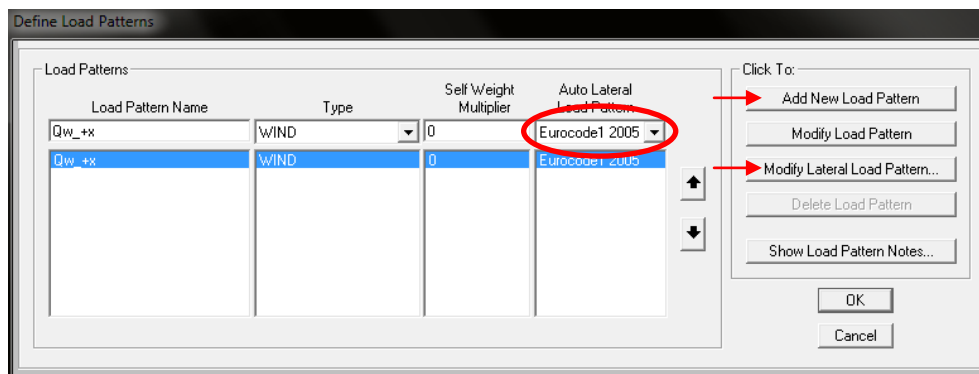 Define Load Patterns
Load Patterns
Click To:
Load Pattern Name
Type
Self Weight
Multiplier
Auto Lateral
Load Pattern
Qw_+x
WIND
0
Eurocode1 2005
Qw_+x
WIND
0
Eurocode1 2005
Add New Load Pattern
Modify Load Pattern
Modify Lateral Load Pattern...
Delete Load Pattern
Show Load Pattern Notes...
OK
Cancel